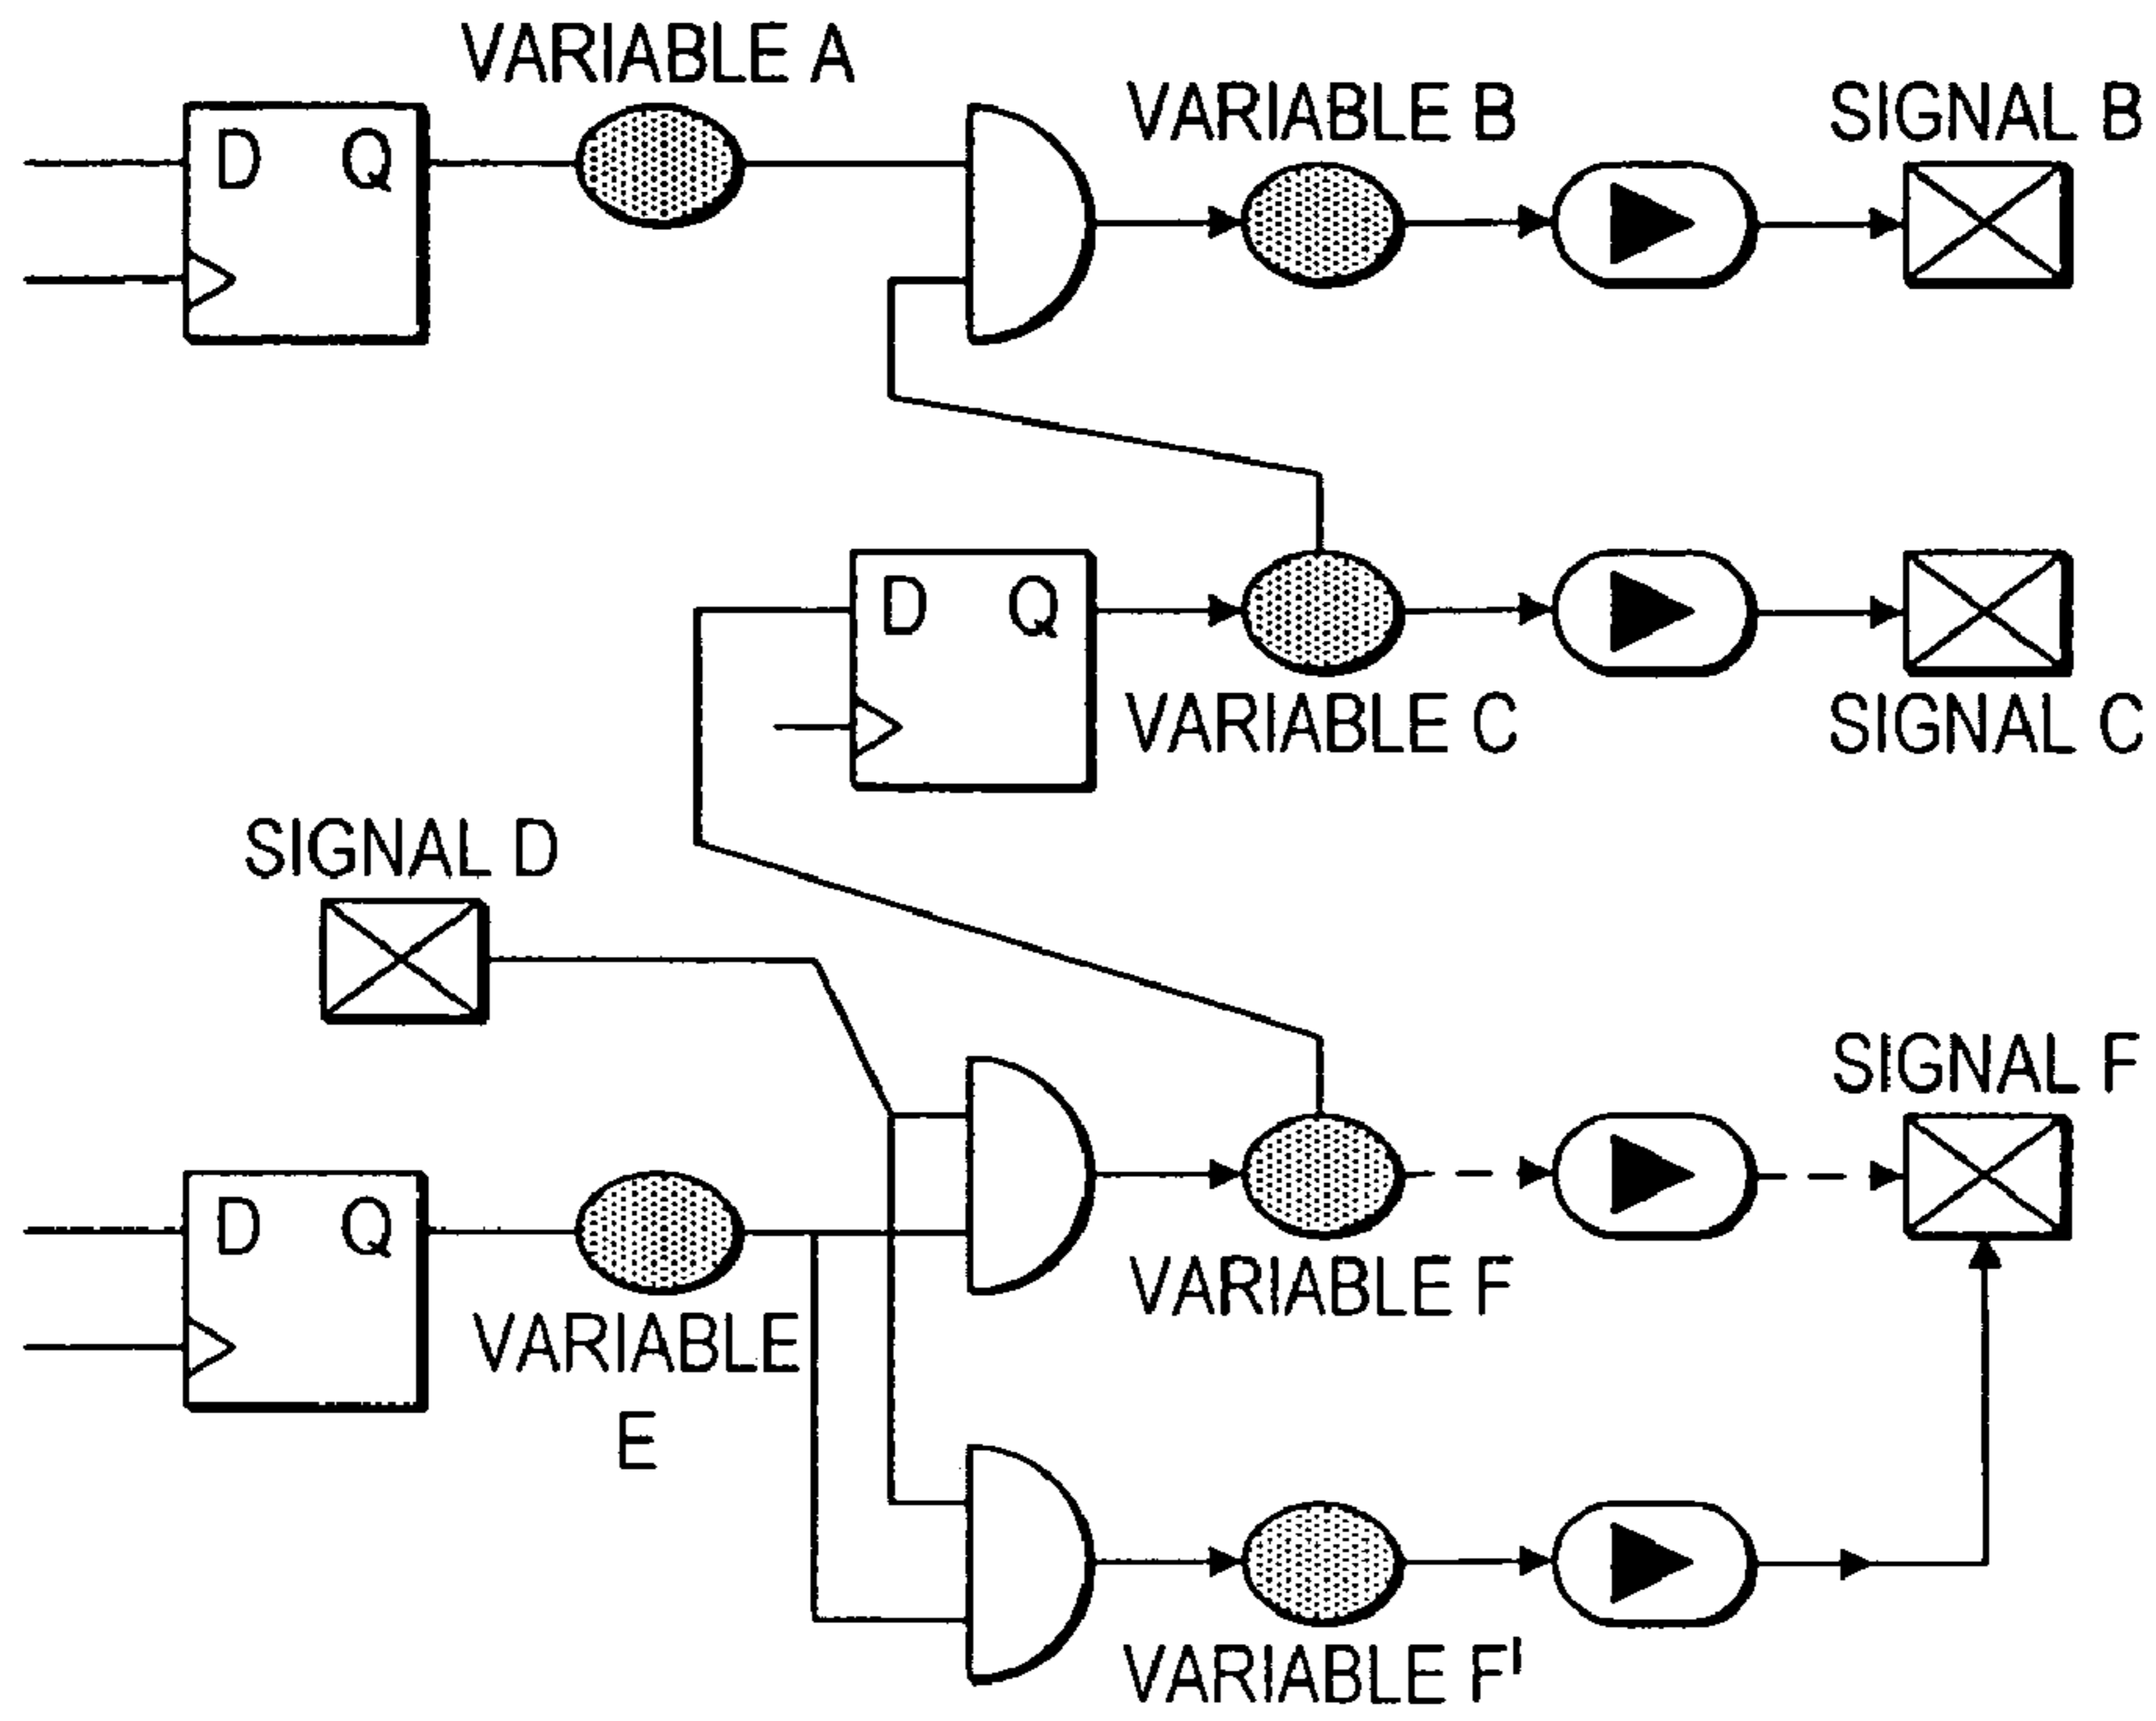 VARIABLE A
VARIABLE B
SIGNAL B
D Q
D Q
VARIABLE C
SIGNAL C
SIGNAL D
SIGNAL F
D Q
VARIABLE F
VARIABLE
E
VARIABLE F'